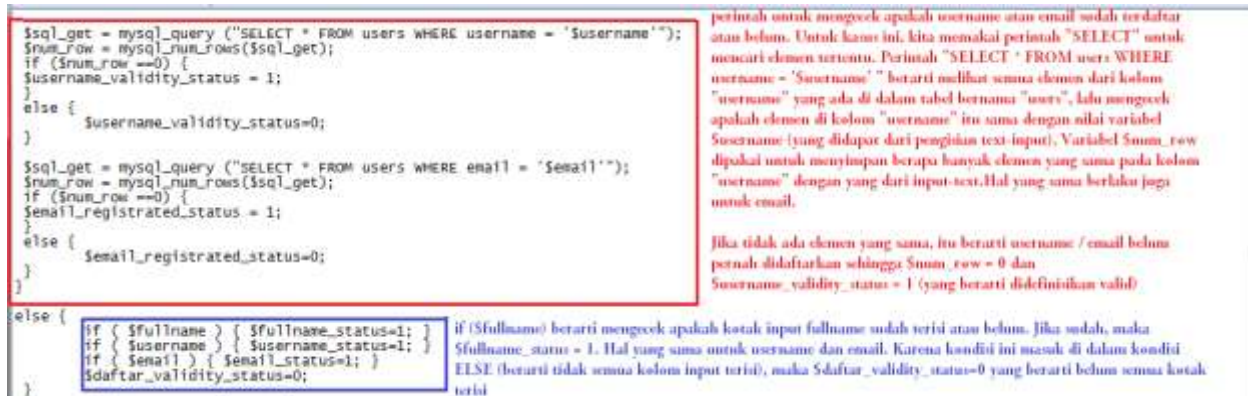 $sql_get = mysql_query ("SELECT * FROM users WHERE username = '$username'");
$num_row = mysql_num_rows($sql_get);
if ($num_row ==0) {
$username_validity_status = 1;
}
else {
$username_validity_status=0;
}
$sql_get = mysql_query ("SELECT * FROM users WHERE email = '$email'");
$num_row = mysql_num_rows($sql_get);
if ($num_row ==0) {
$email_registrated_status = 1;
}
else {
$email_registrated_status=0;
}
}
perintah untuk mengecek apakah username atau email sudah terdaftar
atau belum. Untuk kasus ini, kita memakai perintah "SELECT" untuk
mencari elemen tertentu. Perintah "SELECT * FROM users WHERE
username = '$username' " berarti melihat semua elemen dari kolom
"username" yang ada di dalam tabel bernama "users", lalu mengecek
apakah elemen di kolom "username" itu sama dengan nilai variabel
$username (yang didapat dari pengisian text-input). Variabel $num_row
dipakai untuk menyimpan berapa banyak elemen yang sama pada kolom
"username" dengan yang dari input-text.Hal yang sama berlaku juga
untuk email.
Jika tidak ada elemen yang sama, itu berarti username / email belum
pernah didaftarkan sehingga $num_row = 0 dan
$username_validity_status = 1 (yang berarti didefinisikan valid)
else {
if ( $fullname ) { $fullname_status=1; }
if ( $username ) { $username_status=1; }
if ( $email ) { $email_status=1; }
$daftar_validity_status=0;
}
if ($fullname) berarti mengecek apakah kotak input fullname sudah terisi atau belum. Jika sudah, maka
$fullname_status = 1. Hal yang sama untuk username dan email. Karena kondisi ini masuk di dalam kondisi
ELSE (berarti tidak semua kolom input terisi), maka $daftar_validity_status=0 yang berarti belum semua kotak
terisi